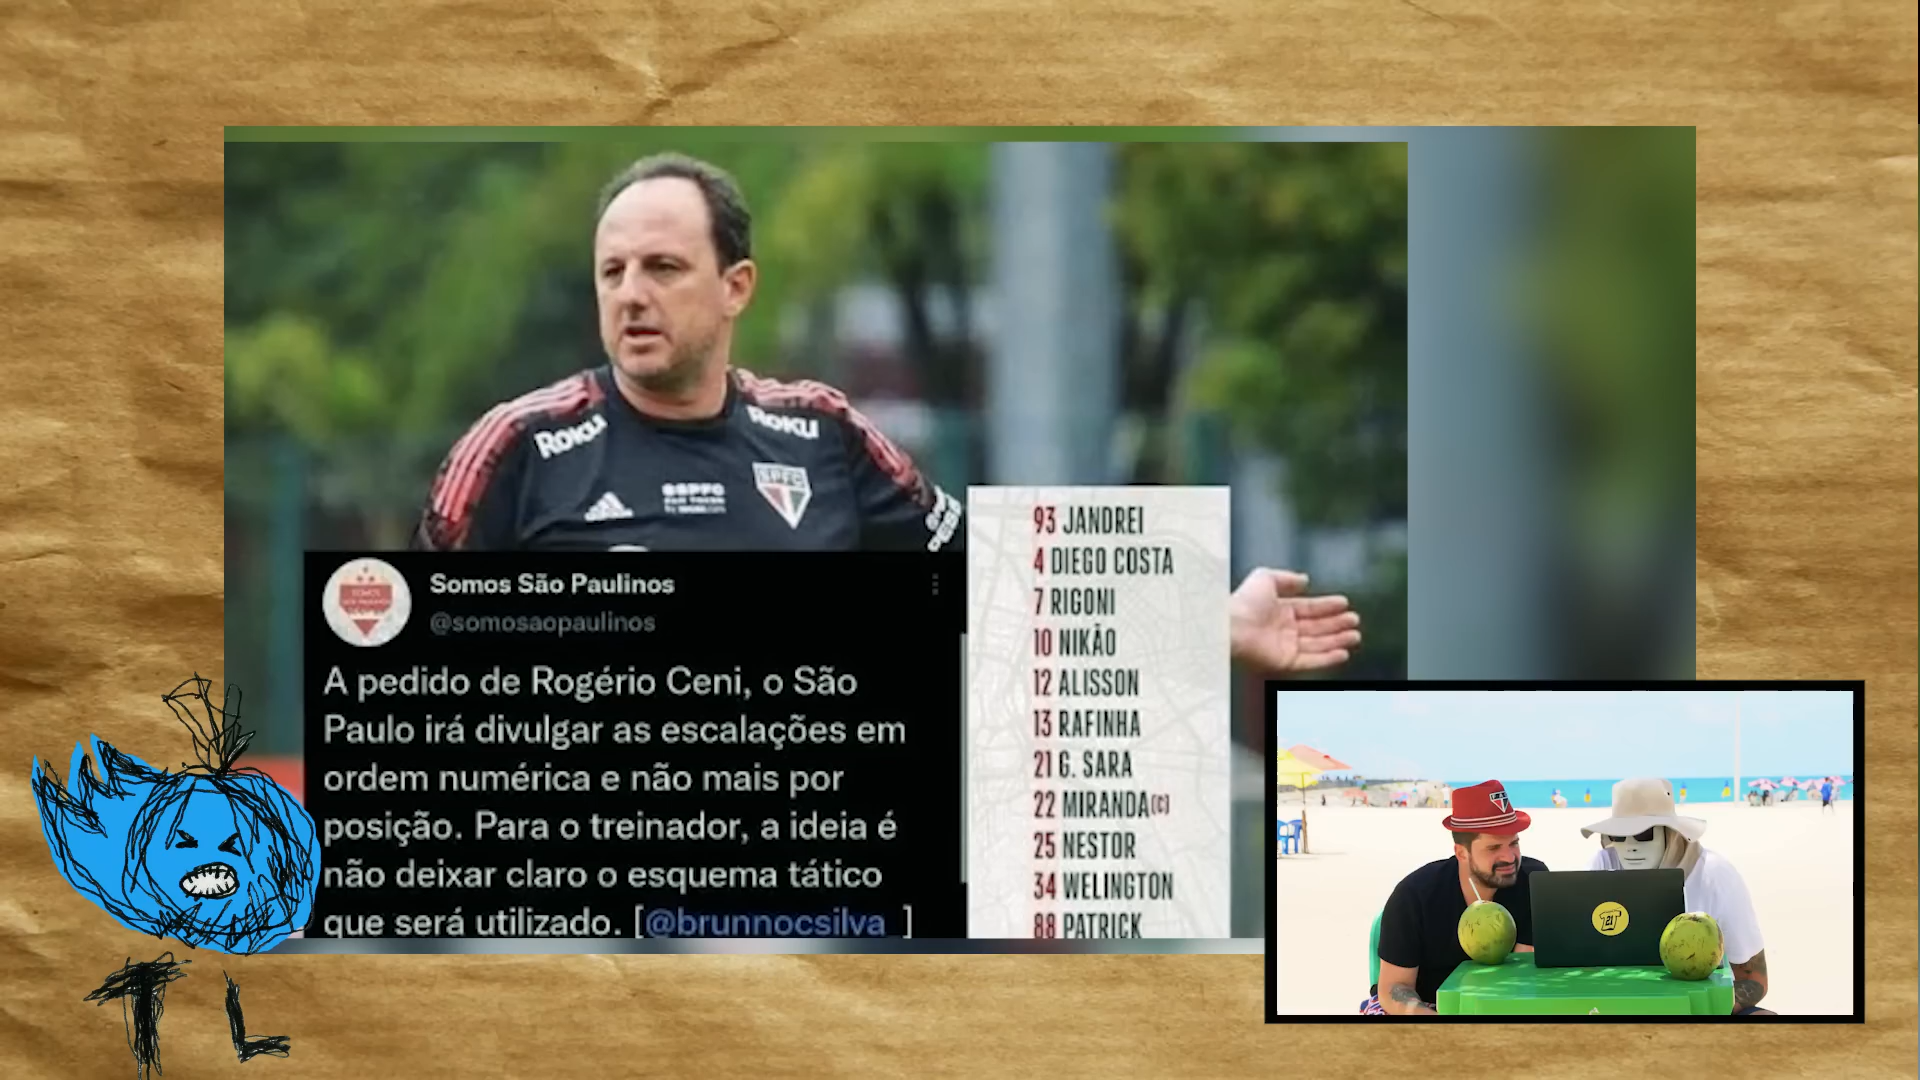 ROKU
ROKU
SPFC
Somos São Paulinos
@somosaopaulinos
A pedido de Rogério Ceni, o São
Paulo irá divulgar as escalações em
ordem numérica e não mais por
posição. Para o treinador, a ideia é
não deixar claro o esquema tático
que será utilizado. [@brunnocsilva ]
93 JANDREI
4 DIEGO COSTA
7 RIGONI
10 NIKÃO
12 ALISSON
13 RAFINHA
21 G. SARA
22 MIRANDA(C)
25 NESTOR
34 WELINGTON
88 PATRICK
TL
21